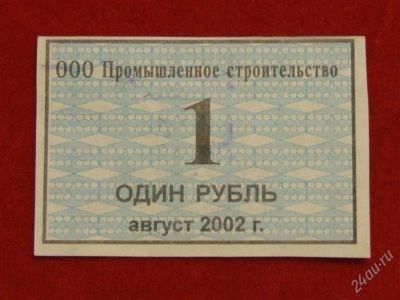 ООО Промышленное строительство
1
ОДИН РУБЛЬ
август 2002 г.
24au.ru